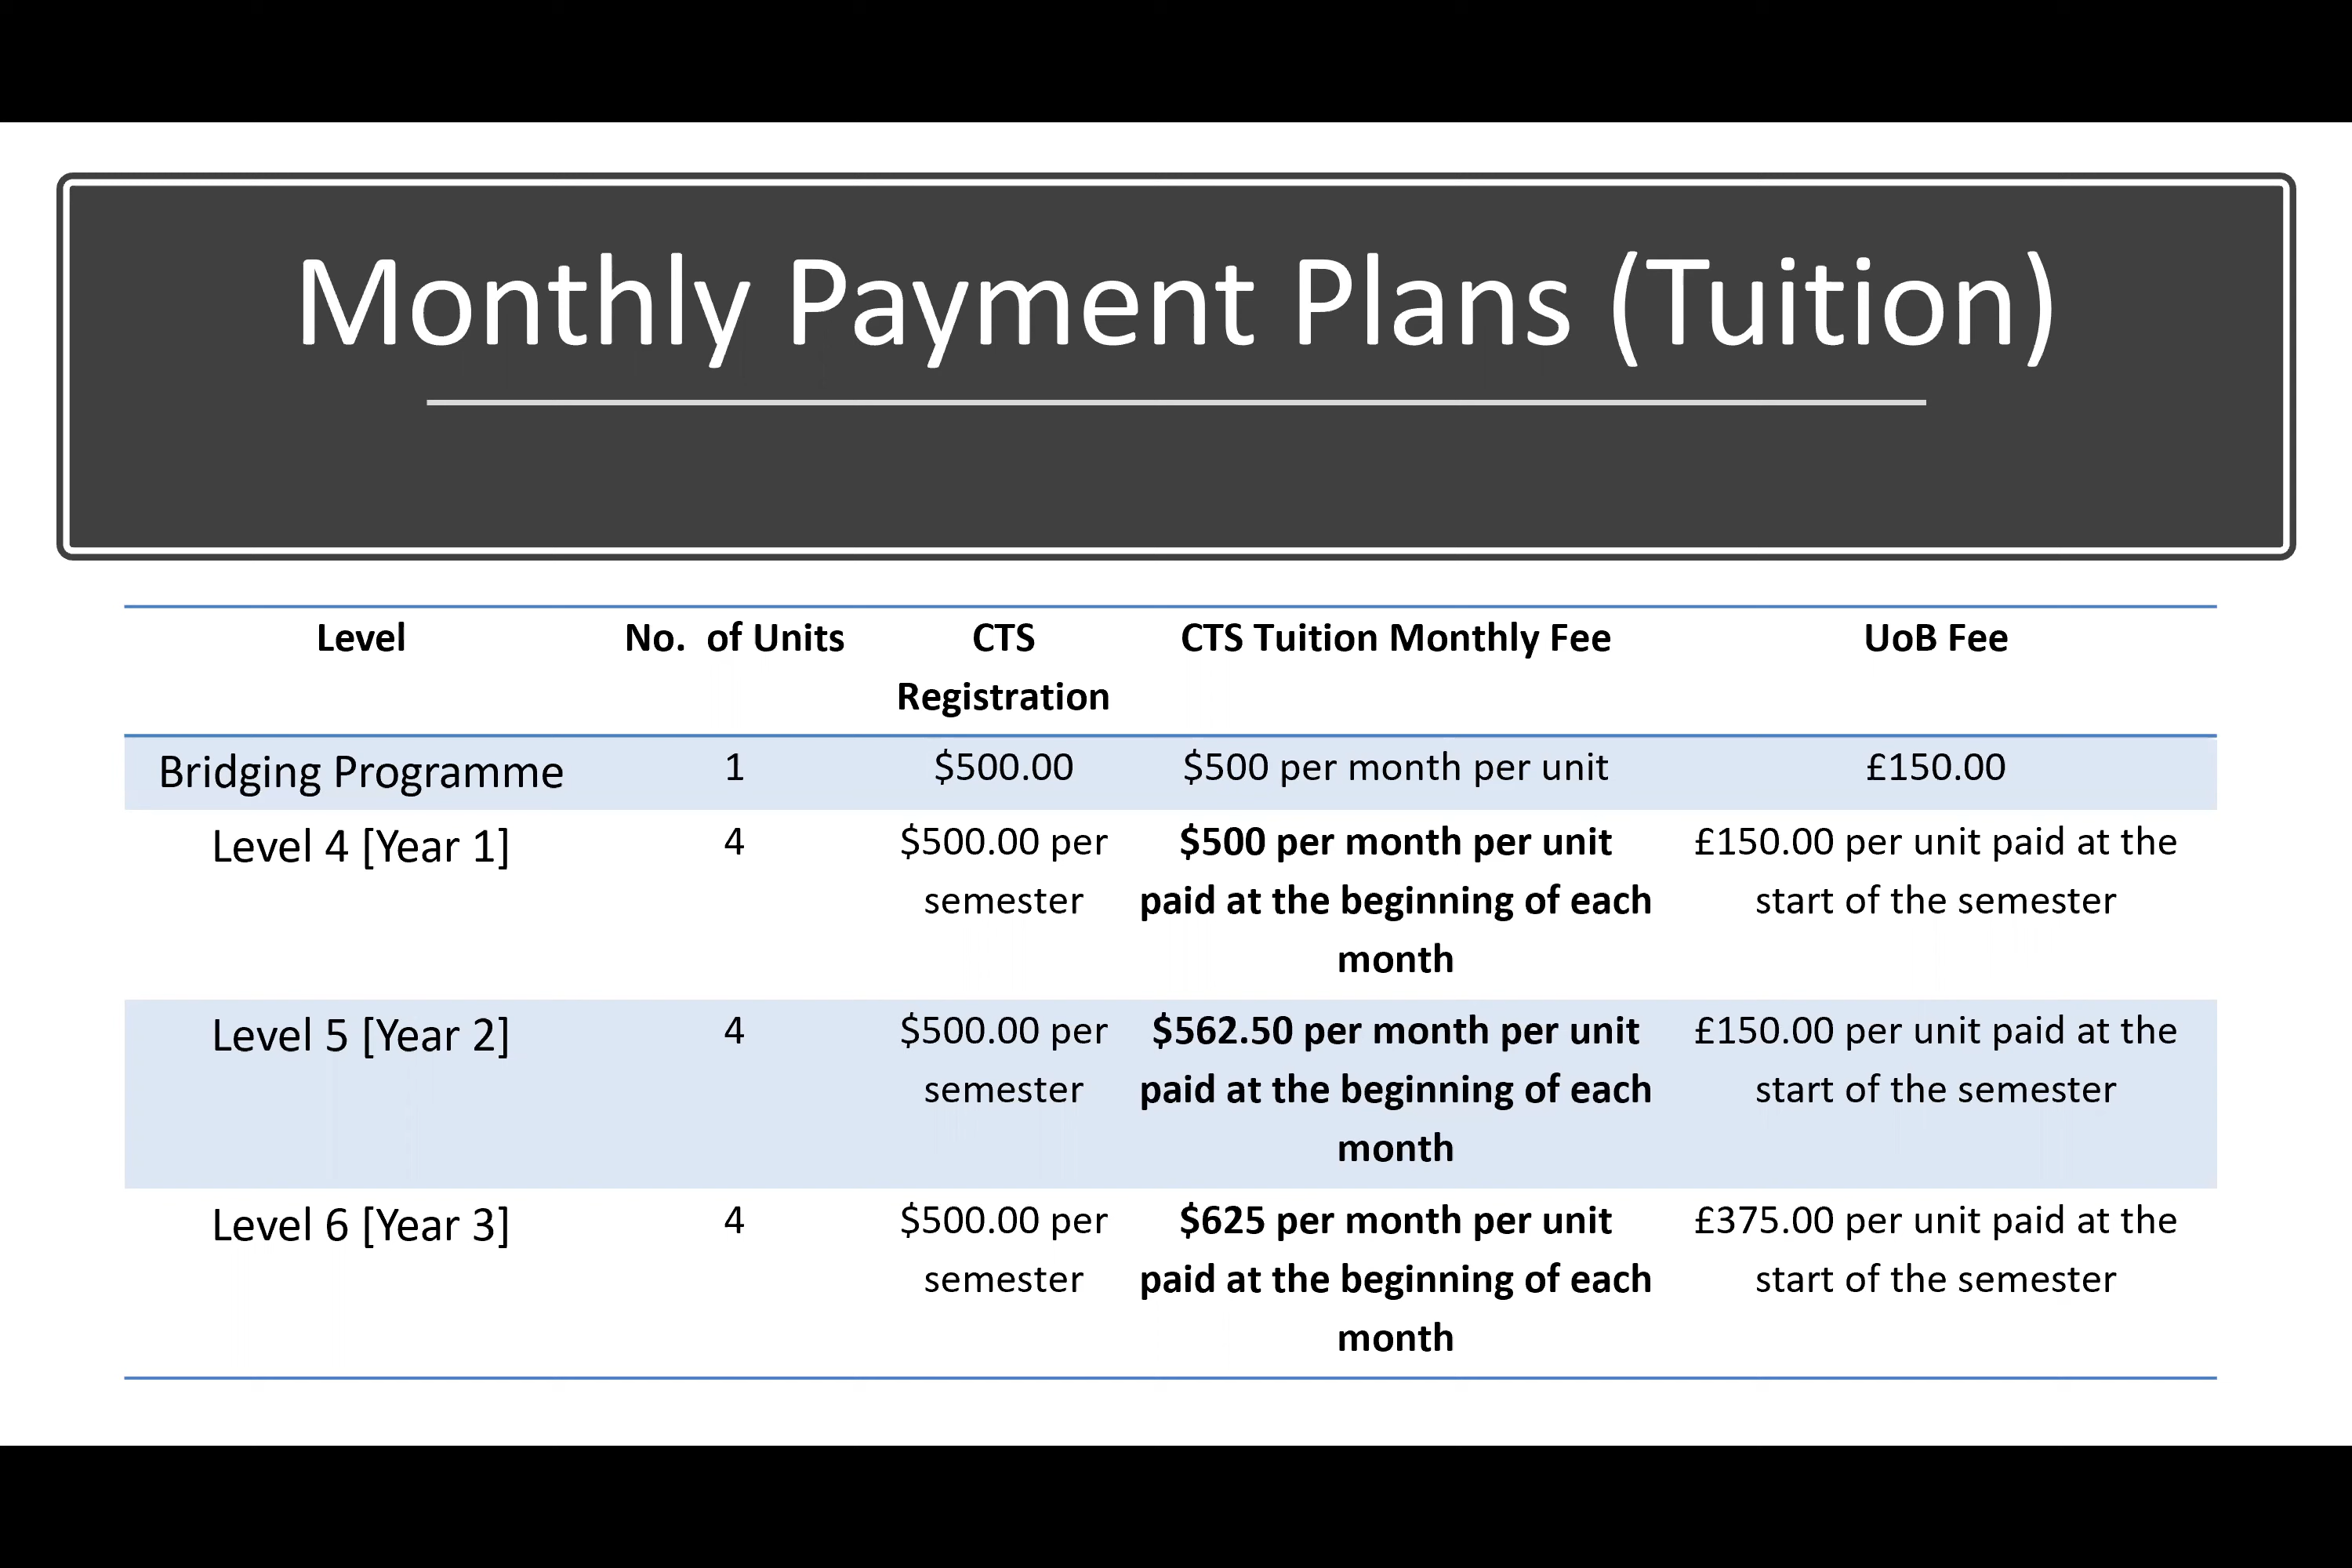 Monthly Payment Plans (Tuition)
Level No. of Units CTS Registration CTS Tuition Monthly Fee UoB Fee
Bridging Programme 1 $500.00 $500 per month per unit £150.00
Level 4 [Year 1] 4 $500.00 per semester $500 per month per unit paid at the beginning of each month £150.00 per unit paid at the start of the semester
Level 5 [Year 2] 4 $500.00 per semester $562.50 per month per unit paid at the beginning of each month £150.00 per unit paid at the start of the semester
Level 6 [Year 3] 4 $500.00 per semester $625 per month per unit paid at the beginning of each month £375.00 per unit paid at the start of the semester